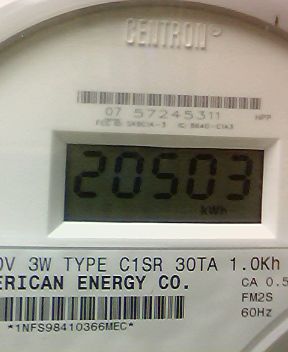 CENTRON
07 57245311
HPP
20503
kWh
0V 3W TYPE C1SR 30TA 1.0Kh
ERICAN ENERGY CO.
CA 0.5
FM2S
60Hz
*1NFS98410366MEC*